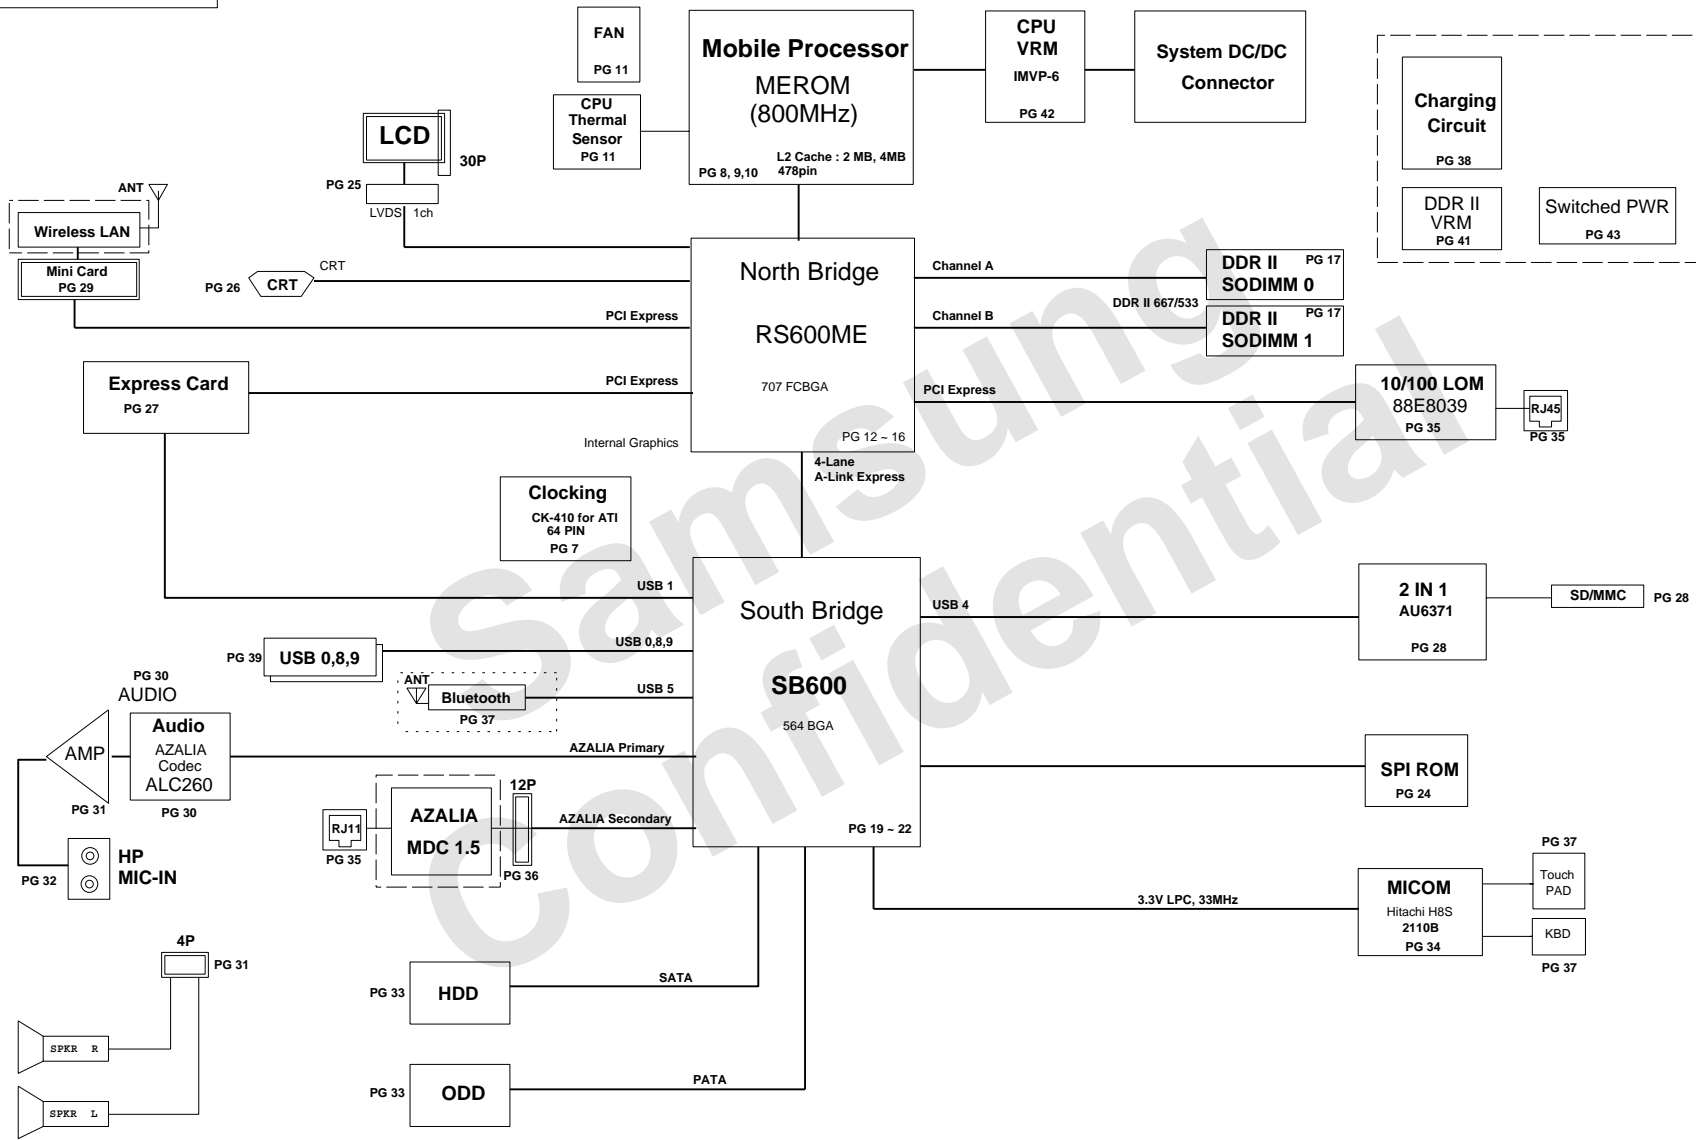 FAN
PG 11
Mobile Processor
MEROM
(800MHz)
L2 Cache : 2 MB, 4MB
478pin
PG 8, 9,10
CPU
VRM
IMVP-6
PG 42
System DC/DC
Connector
Charging
Circuit
PG 38
DDR II
VRM
PG 41
Switched PWR
PG 43
CPU
Thermal
Sensor
PG 11
LCD
30P
PG 25
LVDS 1ch
ANT
Wireless LAN
Mini Card
PG 29
PG 26
CRT
CRT
PCI Express
North Bridge
RS600ME
707 FCBGA
PG 12 ~ 16
Channel A
DDR II PG 17
SODIMM 0
DDR II 667/533
Channel B
DDR II PG 17
SODIMM 1
Express Card
PG 27
PCI Express
Internal Graphics
PCI Express
10/100 LOM
88E8039
PG 35
RJ45
PG 35
4-Lane
A-Link Express
Clocking
CK-410 for ATI
64 PIN
PG 7
USB 1
South Bridge
SB600
564 BGA
PG 19 ~ 22
USB 4
2 IN 1
AU6371
PG 28
SD/MMC
PG 28
PG 39
USB 0,8,9
USB 0,8,9
ANT
Bluetooth
PG 37
USB 5
PG 30
AUDIO
Audio
AZALIA
Codec
ALC260
PG 30
AMP
PG 31
AZALIA Primary
SPI ROM
PG 24
RJ11
PG 35
AZALIA
MDC 1.5
12P
PG 36
AZALIA Secondary
HP
MIC-IN
PG 32
3.3V LPC, 33MHz
MICOM
Hitachi H8S
2110B
PG 34
PG 37
Touch
PAD
KBD
PG 37
4P
PG 31
SPKR R
SPKR L
PG 33
HDD
SATA
PG 33
ODD
PATA
Samsung
Confidential